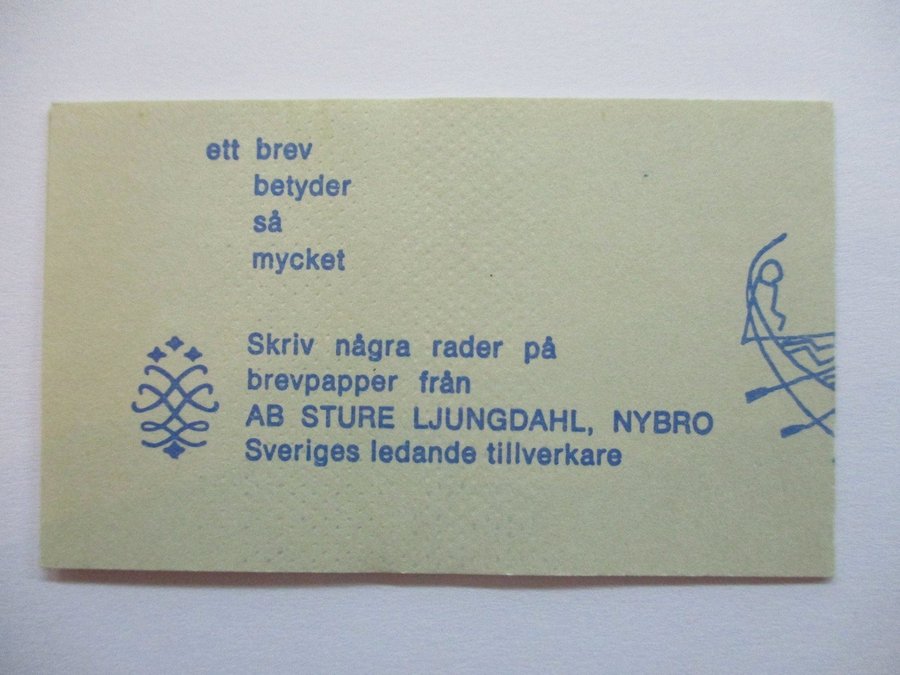 ett brev
betyder
så
mycket
Skriv några rader på
brevpapper från
AB STURE LJUNGDAHL, NYBRO
Sveriges ledande tillverkare